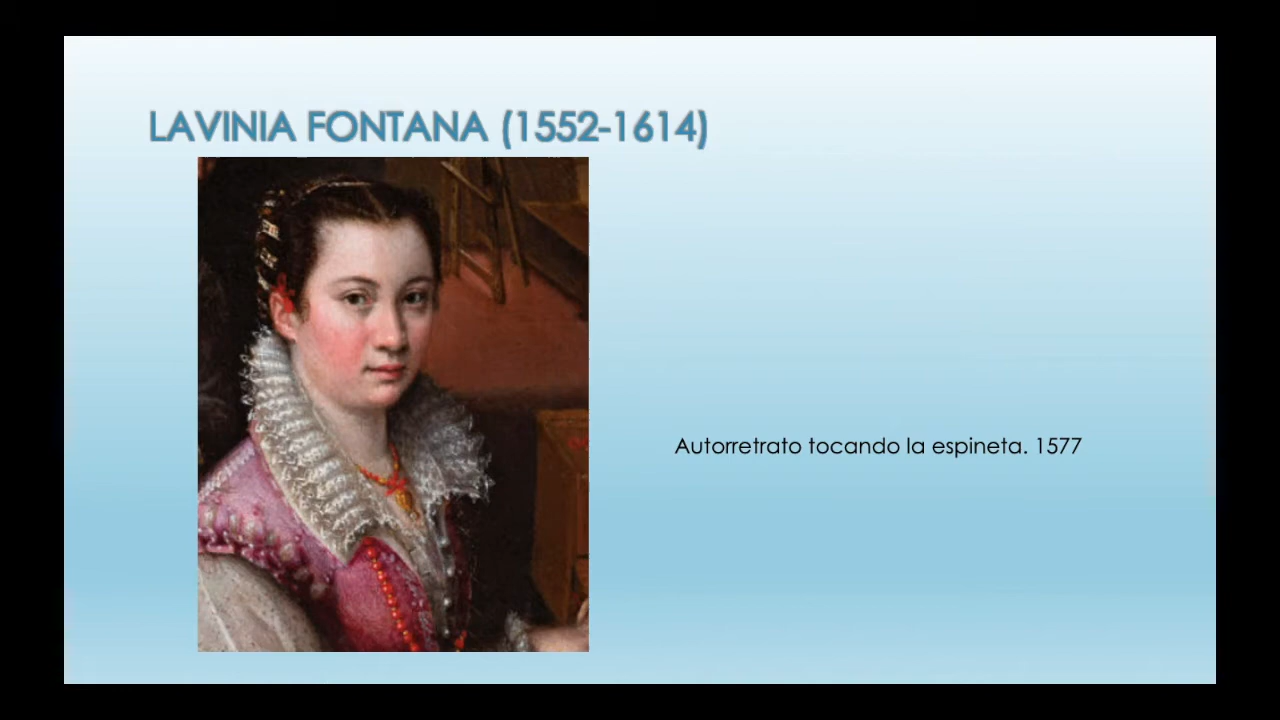 LAVINIA FONTANA (1552-1614)
Autorretrato tocando la espineta. 1577